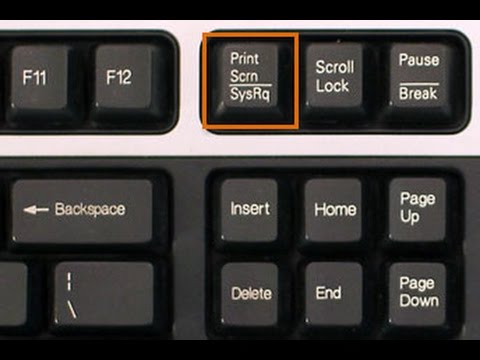 F11
F12
Print
Scrn
SysRq
Scroll
Lock
Pause
Break
← Backspace
Insert
Home
Page
Up
¦
\
Delete
End
Page
Down